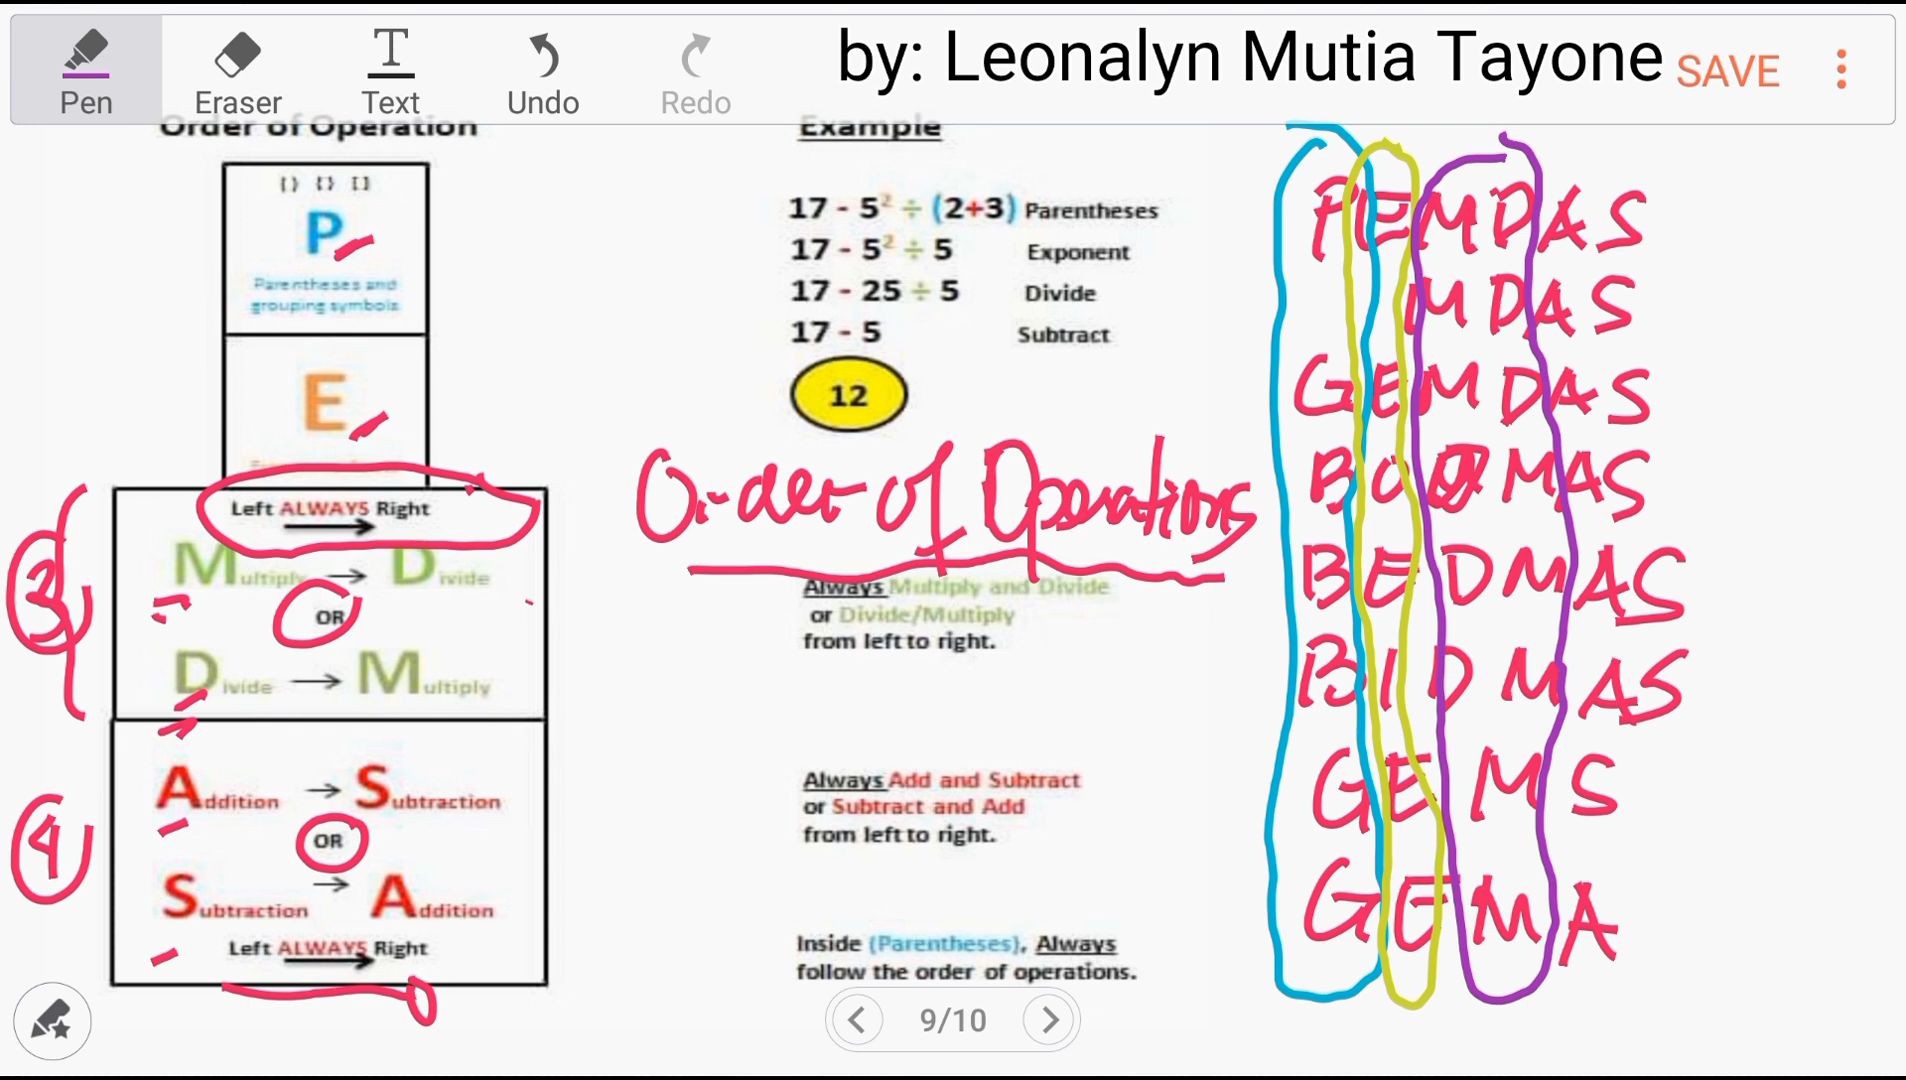 Pen
Eraser
Text
Undo
Redo
by: Leonalyn Mutia Tayone
SAVE
Order of Operation
{} {} []
P
Parentheses and
grouping symbols
E
Left ALWAYS Right
Multiply → Divide
OR
Divide → Multiply
3
Addition → Subtraction
OR
Subtraction → Addition
Left ALWAYS Right
4
Example
17 - 5² ÷ (2+3) Parentheses
17 - 5² ÷ 5 Exponent
17 - 25 ÷ 5 Divide
17 - 5 Subtract
12
Order of Operations
Always Multiply and Divide
or Divide/Multiply
from left to right.
Always Add and Subtract
or Subtract and Add
from left to right.
Inside (Parentheses), Always
follow the order of operations.
9/10
PEMDAS
MDAS
GEMDAS
BODMAS
BEDMAS
BIDMAS
GEMS
GEMA